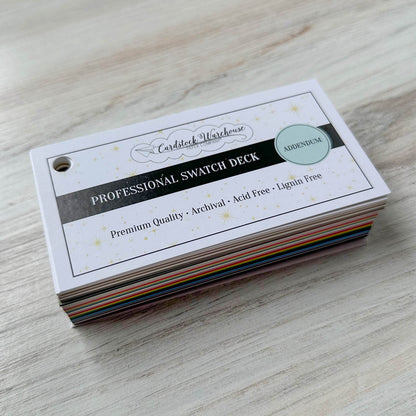 Cardstock Warehouse
PROFESSIONAL SWATCH DECK
ADDENDUM
Premium Quality · Archival · Acid Free · Lignin Free